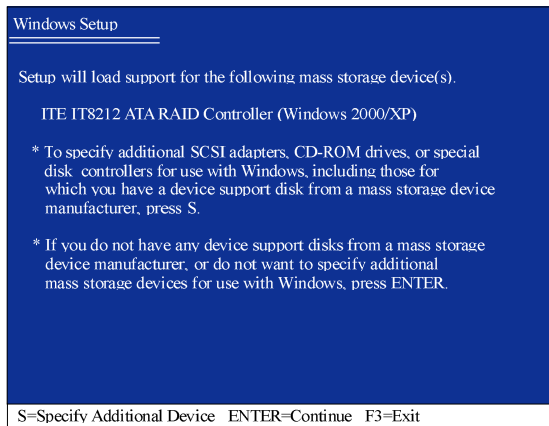 Windows Setup
Setup will load support for the following mass storage device(s).
ITE IT8212 ATA RAID Controller (Windows 2000/XP)
* To specify additional SCSI adapters, CD-ROM drives, or special
disk controllers for use with Windows, including those for
which you have a device support disk from a mass storage device
manufacturer, press S.
* If you do not have any device support disks from a mass storage
device manufacturer, or do not want to specify additional
mass storage devices for use with Windows, press ENTER.
S=Specify Additional Device ENTER=Continue F3=Exit